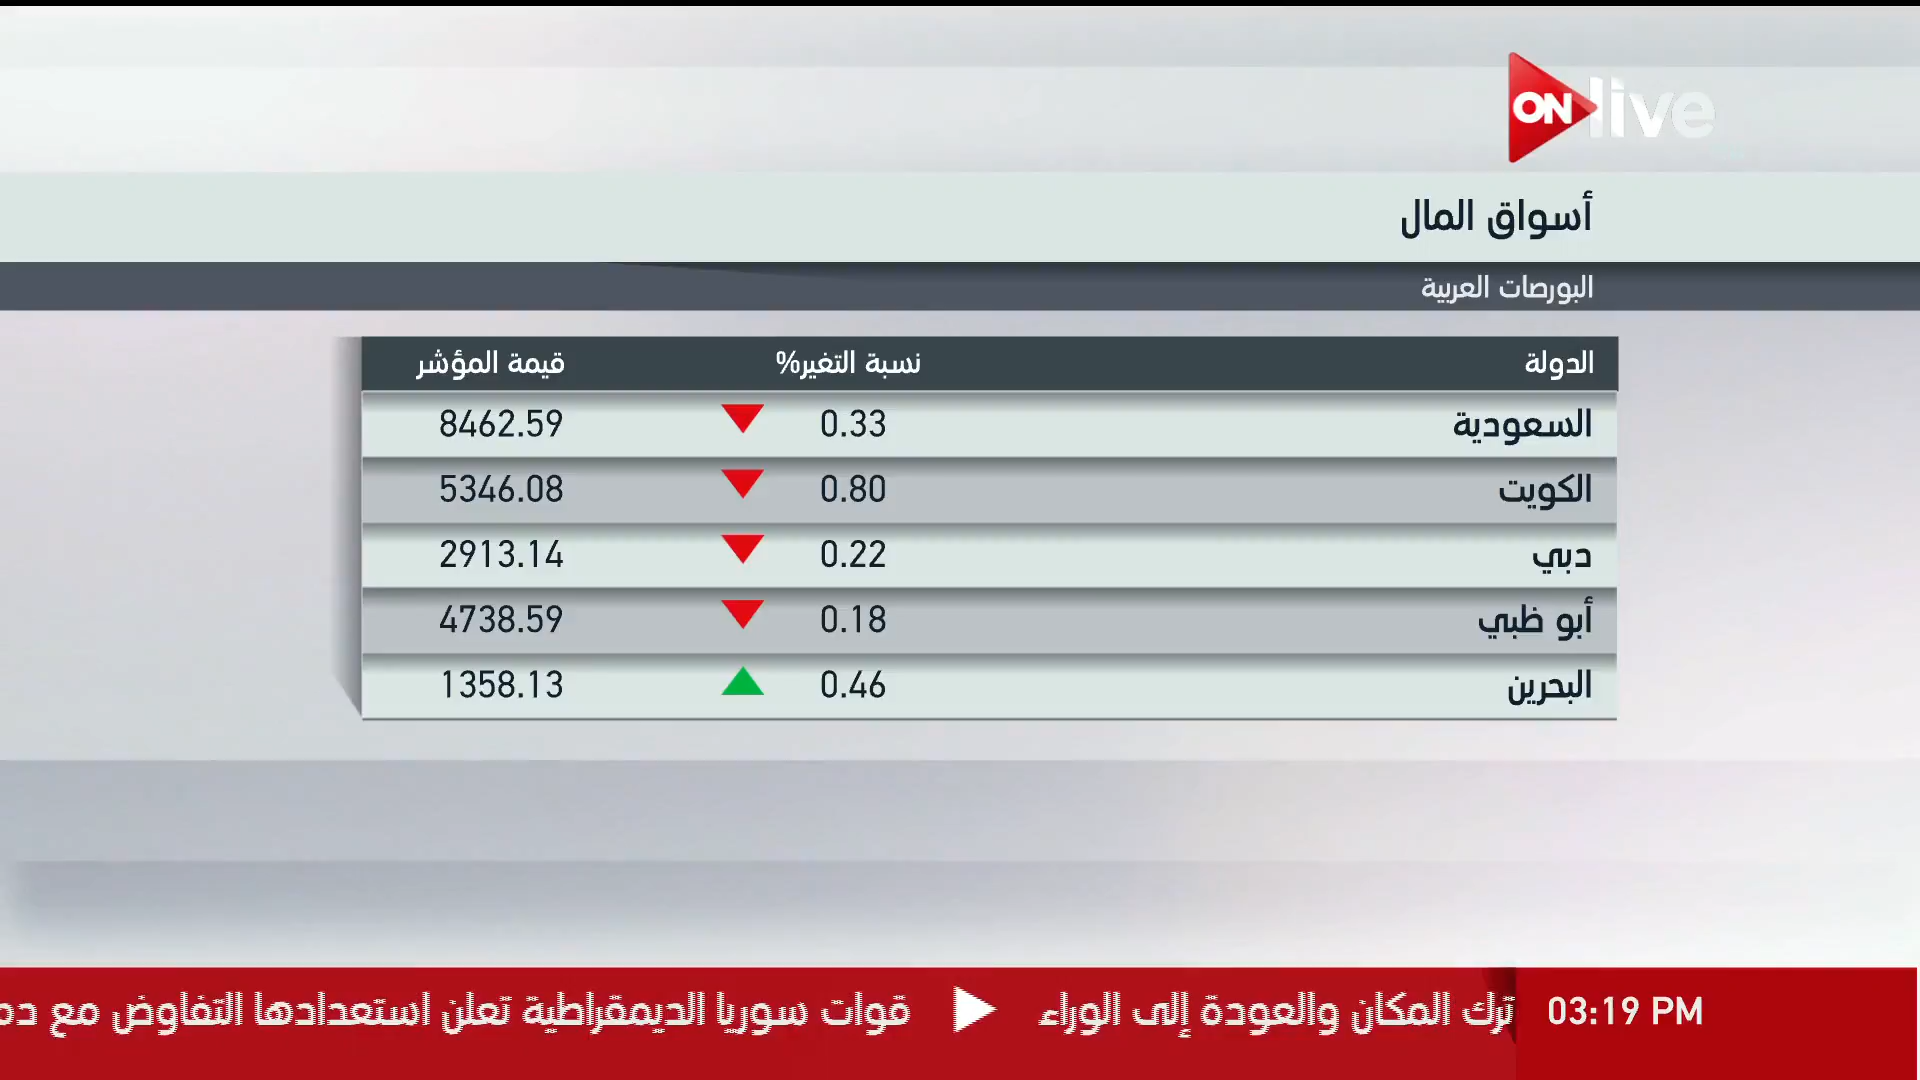 ON live
أسواق المال
البورصات العربية
الدولة نسبة التغير% قيمة المؤشر
السعودية 0.33 8462.59
الكويت 0.80 5346.08
دبي 0.22 2913.14
أبو ظبي 0.18 4738.59
البحرين 0.46 1358.13
03:19 PM
ترك المكان والعودة إلى الوراء
قوات سوريا الديمقراطية تعلن استعدادها التفاوض مع